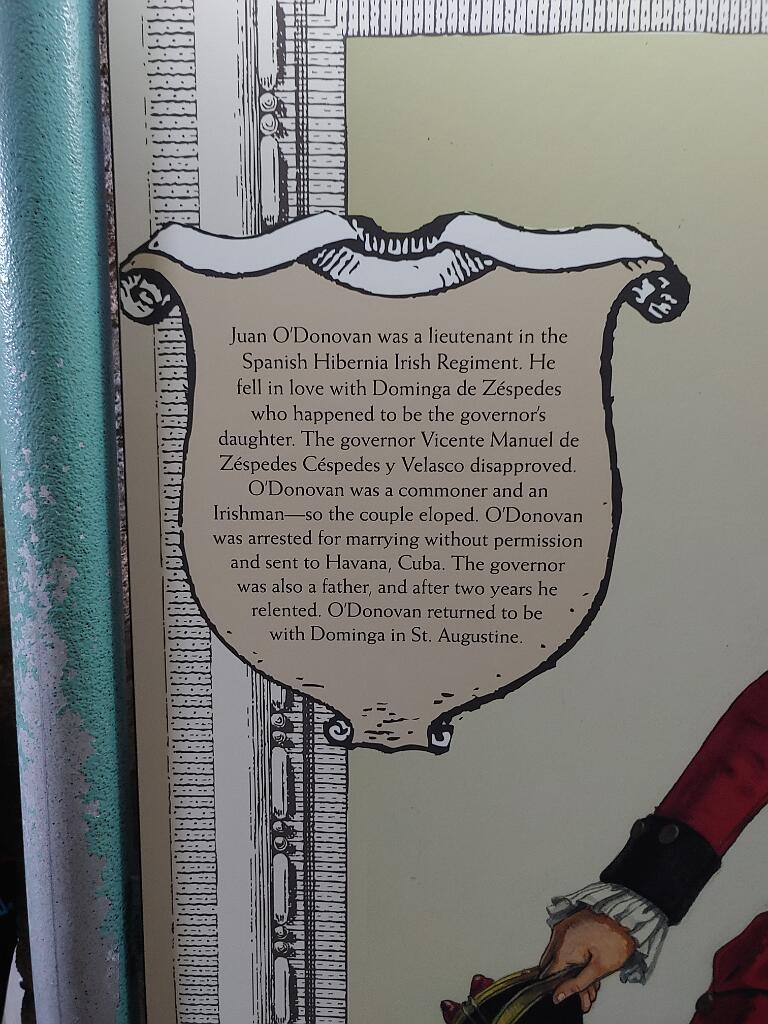 Juan O'Donovan was a lieutenant in the
Spanish Hibernia Irish Regiment. He
fell in love with Dominga de Zéspedes
who happened to be the governor's
daughter. The governor Vicente Manuel de
Zéspedes Céspedes y Velasco disapproved.
O'Donovan was a commoner and an
Irishman—so the couple eloped. O'Donovan
was arrested for marrying without permission
and sent to Havana, Cuba. The governor
was also a father, and after two years he
relented. O'Donovan returned to be
with Dominga in St. Augustine.